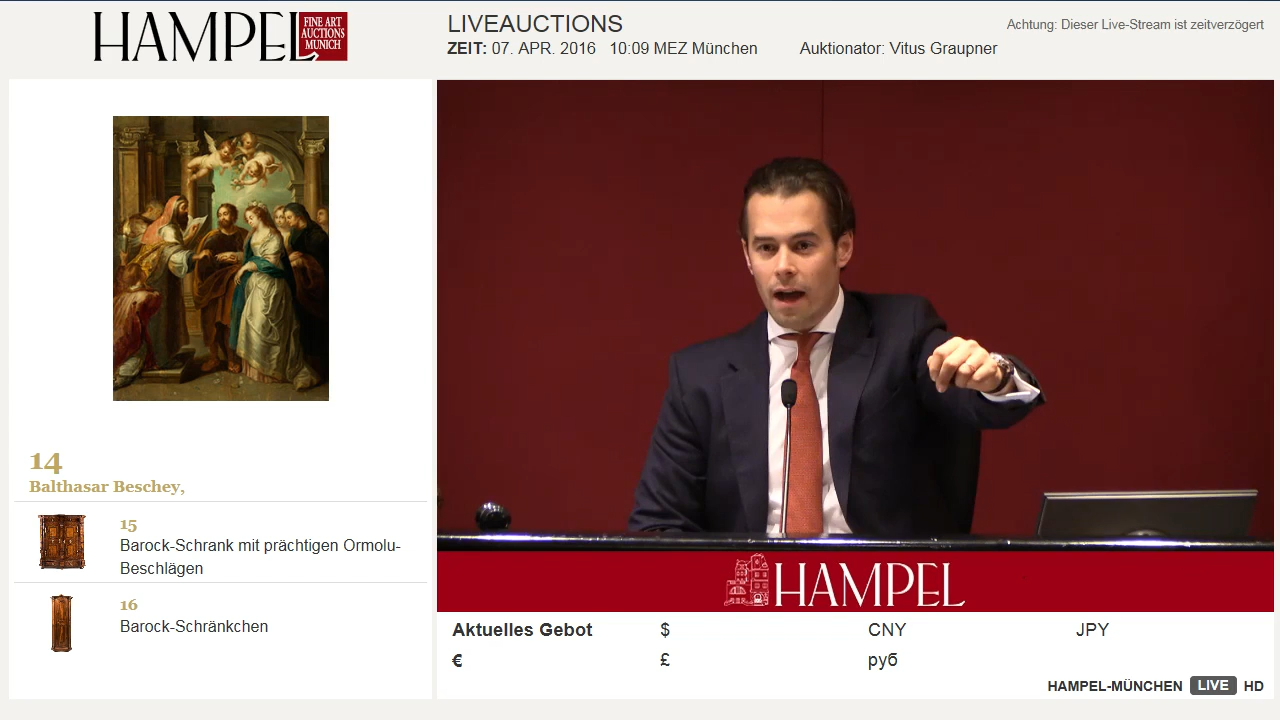 HAMPEL
FINE ART
AUCTIONS
MUNICH
LIVEAUCTIONS
ZEIT: 07. APR. 2016 10:09 MEZ München
Auktionator: Vitus Graupner
Achtung: Dieser Live-Stream ist zeitverzögert
14
Balthasar Beschey,
15
Barock-Schrank mit prächtigen Ormolu-
Beschlägen
16
Barock-Schränkchen
HAMPEL
Aktuelles Gebot $ CNY JPY
€ £ руб
HAMPEL-MÜNCHEN LIVE HD